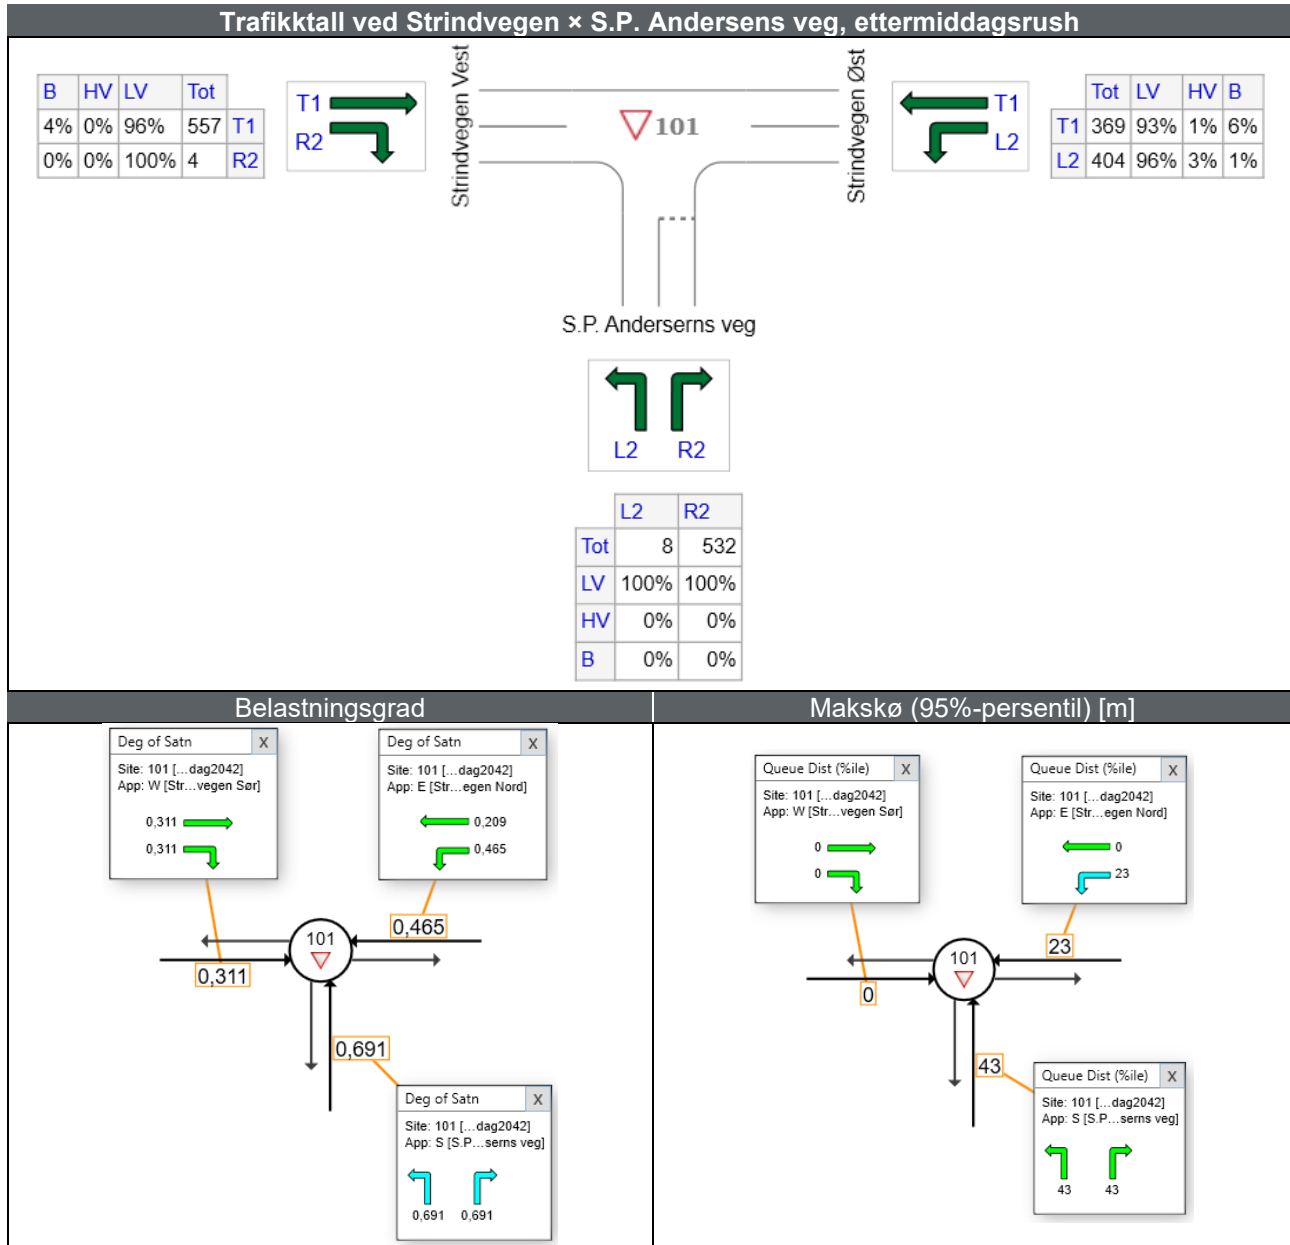 Trafikktall ved Strindvegen × S.P. Andersens veg, ettermiddagsrush
B HV LV Tot
4% 0% 96% 557 T1
0% 0% 100% 4 R2
T1
R2
Strindvegen Vest
101
Strindvegen Øst
T1
L2
Tot LV HV B
T1 369 93% 1% 6%
L2 404 96% 3% 1%
S.P. Anderserns veg
L2 R2
L2 R2
Tot 8 532
LV 100% 100%
HV 0% 0%
B 0% 0%
Belastningsgrad
Deg of Satn X
Site: 101 [...dag2042]
App: W [Str...vegen Sør]
0,311
0,311
Deg of Satn X
Site: 101 [...dag2042]
App: E [Str...egen Nord]
0,209
0,465
101
0,465
0,311
0,691
Deg of Satn X
Site: 101 [...dag2042]
App: S [S.P...serns veg]
0,691 0,691
Makskø (95%-persentil) [m]
Queue Dist (%ile) X
Site: 101 [...dag2042]
App: W [Str...vegen Sør]
0
0
Queue Dist (%ile) X
Site: 101 [...dag2042]
App: E [Str...egen Nord]
0
23
101
23
0
43
Queue Dist (%ile) X
Site: 101 [...dag2042]
App: S [S.P...serns veg]
43 43